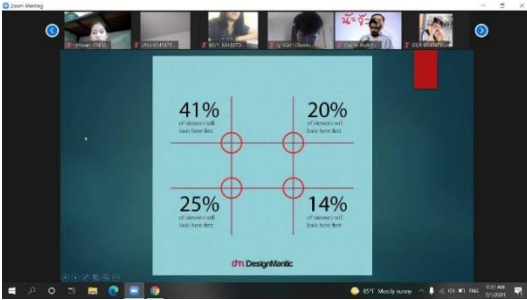 Zoom Meeting
41%
of viewers will
look here first
20%
of viewers will
look here first
25%
of viewers will
look here first
14%
of viewers will
look here first
dm DesignMantic
85°F Mostly sunny
ENG